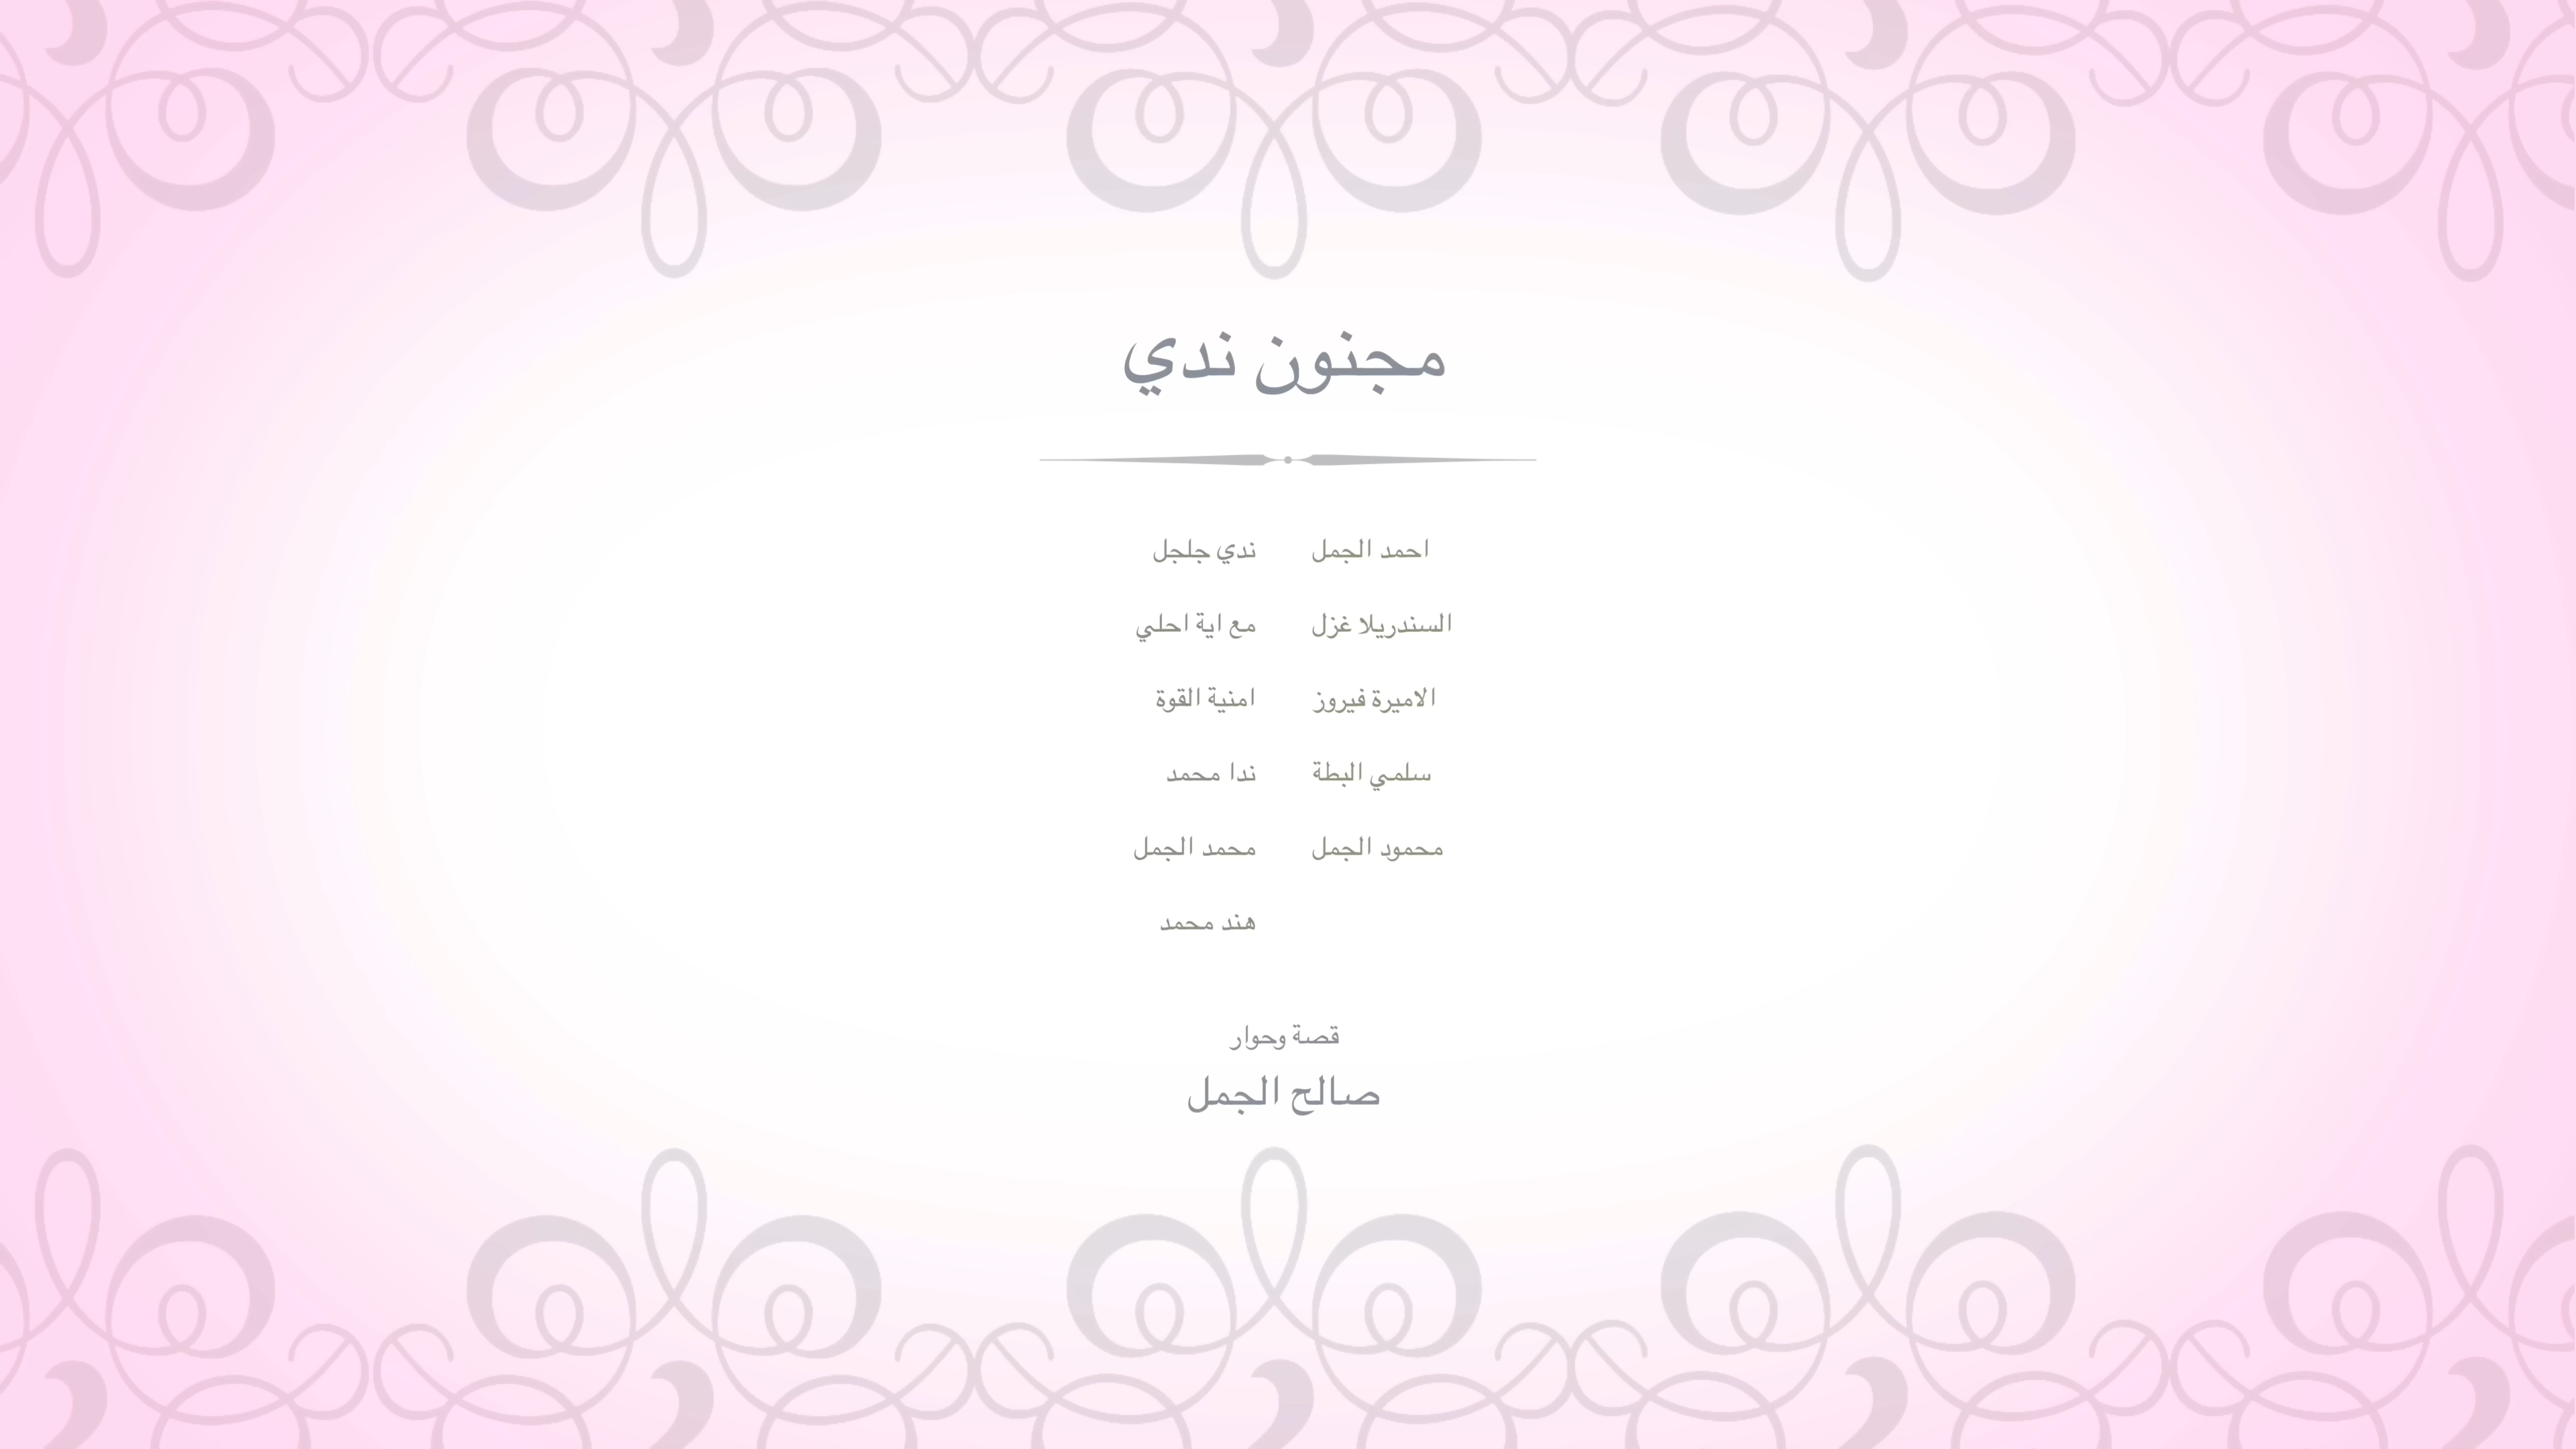 مجنون ندي
احمد الجمل ندي جلجل
السندريلا غزل مع اية احلي
الاميرة فيروز امنية القوة
سلمي البطة ندا محمد
محمود الجمل محمد الجمل
هند محمد
قصة وحوار
صالح الجمل